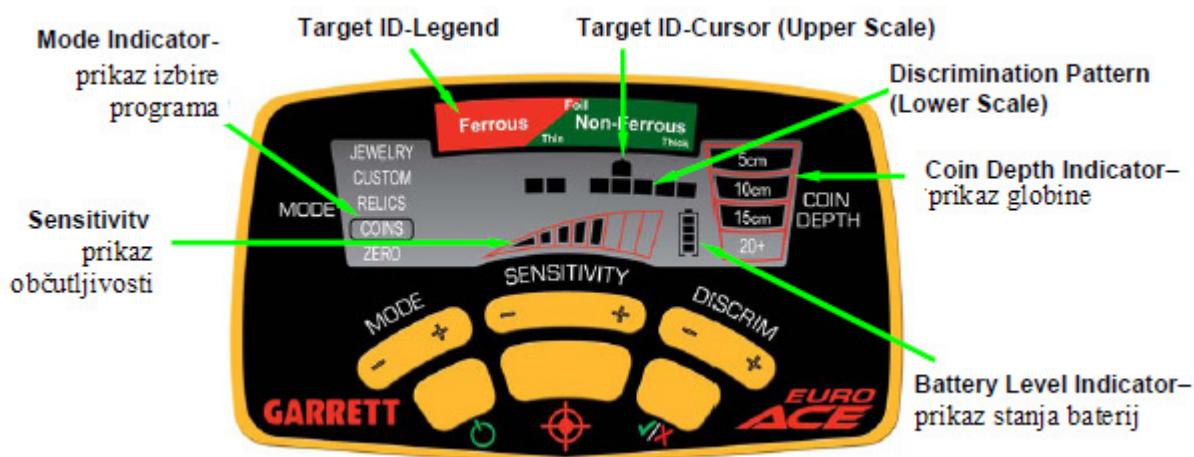 Target ID-Legend
Target ID-Cursor (Upper Scale)
Mode Indicator-
prikaz izbire
programa
Discrimination Pattern
(Lower Scale)
Ferrous
Foil
Non-Ferrous
Thin
Thick
JEWELRY
CUSTOM
RELICS
COINS
ZERO
MODE
5cm
10cm
15cm
20+
COIN
DEPTH
Coin Depth Indicator–
prikaz globine
Sensitivity
prikaz
občutljivosti
SENSITIVITY
MODE
- +
- +
DISCRIM
- +
Battery Level Indicator–
prikaz stanja baterij
GARRETT
EURO
ACE